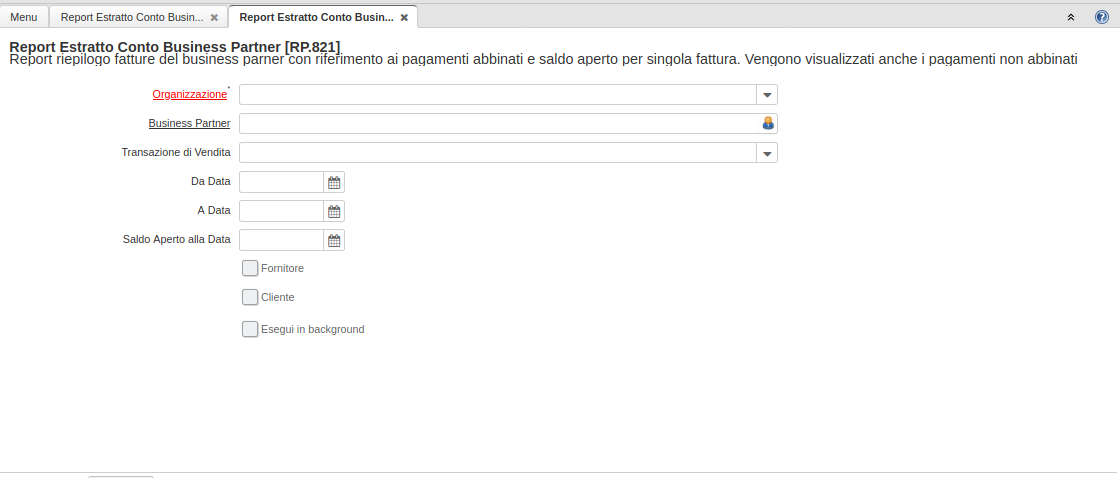 Menu
Report Estratto Conto Busin...
Report Estratto Conto Busin...
Report Estratto Conto Business Partner [RP.821]
Report riepilogo fatture del business parner con riferimento ai pagamenti abbinati e saldo aperto per singola fattura. Vengono visualizzati anche i pagamenti non abbinati
Organizzazione*
Business Partner
Transazione di Vendita
Da Data
A Data
Saldo Aperto alla Data
Fornitore
Cliente
Esegui in background